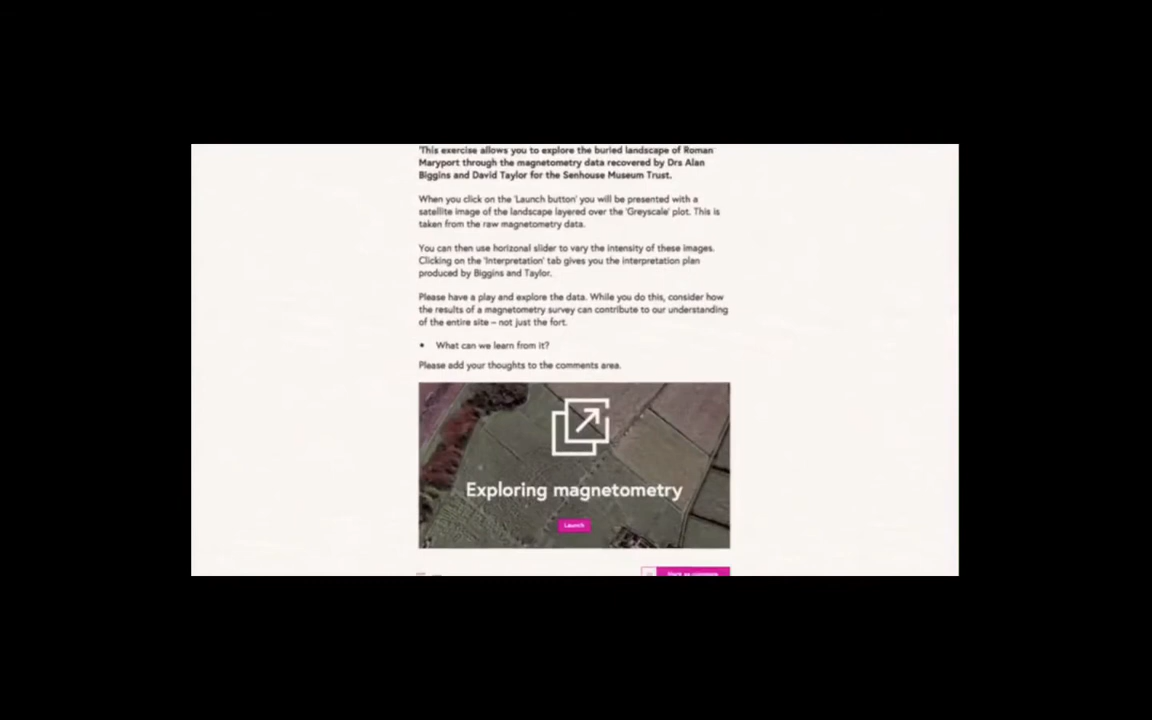 This exercise allows you to explore the buried landscape of Roman
Maryport through the magnetometry data recovered by Drs Alan
Biggins and David Taylor for the Senhouse Museum Trust.
When you click on the 'Launch button' you will be presented with a
satellite image of the landscape layered over the 'Greyscale' plot. This is
taken from the raw magnetometry data.
You can then use horizonal slider to vary the intensity of these images.
Clicking on the 'Interpretation' tab gives you the interpretation plan
produced by Biggins and Taylor.
Please have a play and explore the data. While you do this, consider how
the results of a magnetometry survey can contribute to our understanding
of the entire site – not just the fort.
• What can we learn from it?
Please add your thoughts to the comments area.
Exploring magnetometry
Launch
Mark as complete